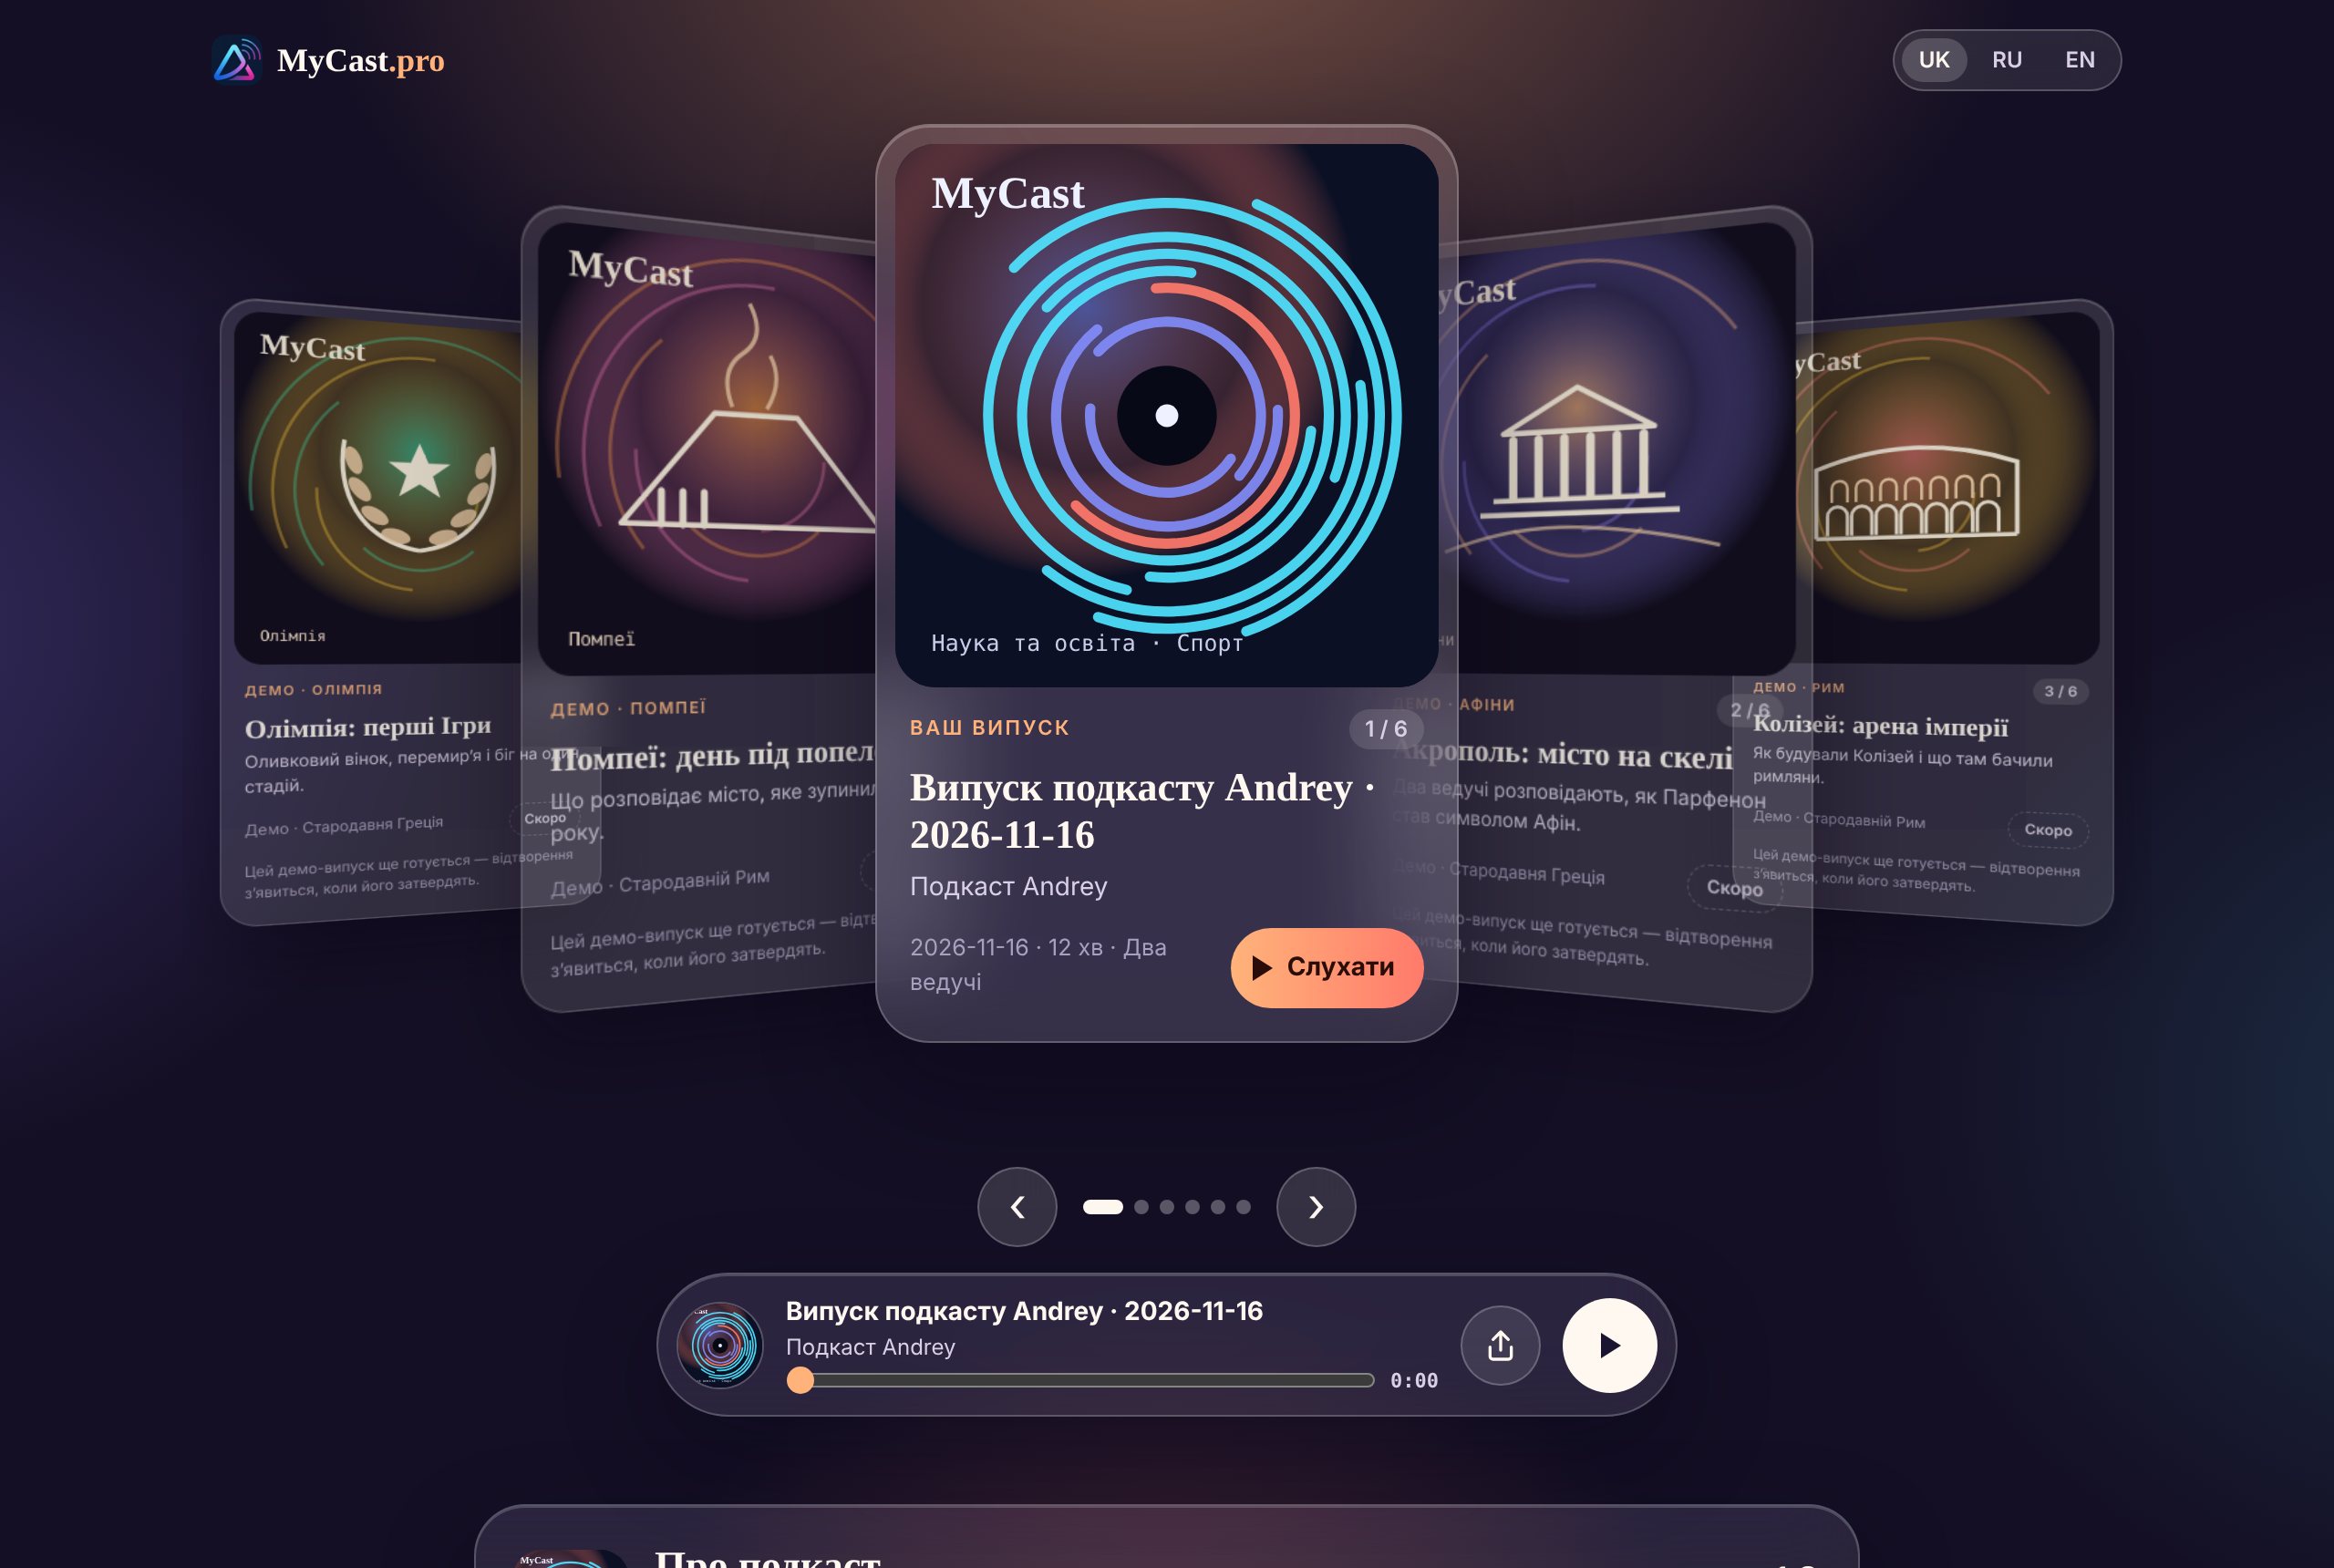 MyCast.pro
UK RU EN
MyCast
Олімпія
ДЕМО · ОЛІМПІЯ
Олімпія: перші Ігри
Оливковий вінок, перемир’я і біг на один
стадій.
Демо · Стародавня Греція
Скоро
Цей демо-випуск ще готується — відтворення
з’явиться, коли його затвердять.
MyCast
Помпеї
ДЕМО · ПОМПЕЇ
Помпеї: день під
Що розповідає місто, яке
року.
Демо · Стародавній Рим
Цей демо-випуск ще готується —
з’явиться, коли його затвердять.
MyCast
Наука та освіта · Спорт
ВАШ ВИПУСК
1 / 6
Випуск подкасту Andrey ·
2026-11-16
Подкаст Andrey
2026-11-16 · 12 хв · Два
ведучі
Слухати
yCast
ДЕМО · АФІНИ
2 / 6
Акрополь: місто на скелі
Два ведучі розповідають, як Парфенон
став символом Афін.
Демо · Стародавня Греція
Скоро
Цей демо-випуск ще готується — відтворення
з’явиться, коли його затвердять.
yCast
ДЕМО · РИМ
3 / 6
Колізей: арена імперії
Як будували Колізей і що там бачили
римляни.
Демо · Стародавній Рим
Скоро
Цей демо-випуск ще готується — відтворення
з’явиться, коли його затвердять.
Випуск подкасту Andrey · 2026-11-16
Подкаст Andrey
0:00
MyCast
Про подкаст